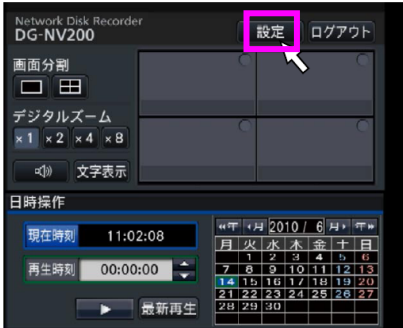 Network Disk Recorder
DG-NV200
設定 ログアウト
画面分割
デジタルズーム
×1 ×2 ×4 ×8
文字表示
日時操作
現在時刻 11:02:08
再生時刻 00:00:00
最新再生
««年 ‹月 2010 / 6 月› 年»»
月 火 水 木 金 土 日
1 2 3 4 5 6
7 8 9 10 11 12 13
14 15 16 17 18 19 20
21 22 23 24 25 26 27
28 29 30